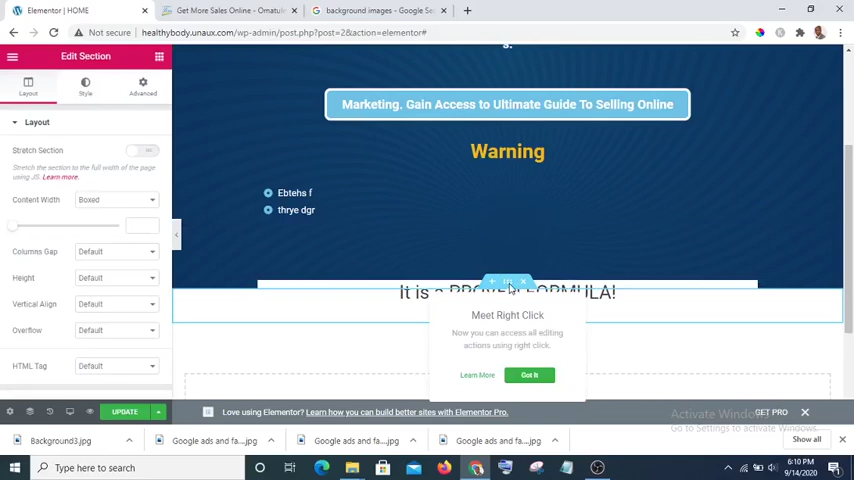 Elementor | HOME
Get More Sales Online - Omatul
background images - Google Se
Not secure | healthybody.unaux.com/wp-admin/post.php?post=2&action=elementor#
Edit Section
Layout
Style
Advanced
Layout
Stretch Section
Stretch the section to the full width of the page
using JS. Learn more.
Content Width
Boxed
Columns Gap
Default
Height
Default
Vertical Align
Default
Overflow
Default
HTML Tag
Default
UPDATE
s.
Marketing. Gain Access to Ultimate Guide To Selling Online
Warning
Ebtehs f
thrye dgr
It is a PROVEN FORMULA!
Meet Right Click
Now you can access all editing
actions using right click.
Learn More
Got It
Love using Elementor? Learn how you can build better sites with Elementor Pro.
GET PRO
Activate Windows
Go to Settings to activate Windows.
Background3.jpg
Google ads and fa....jpg
Google ads and fa....jpg
Google ads and fa....jpg
Show all
Type here to search
6:10 PM
9/14/2020